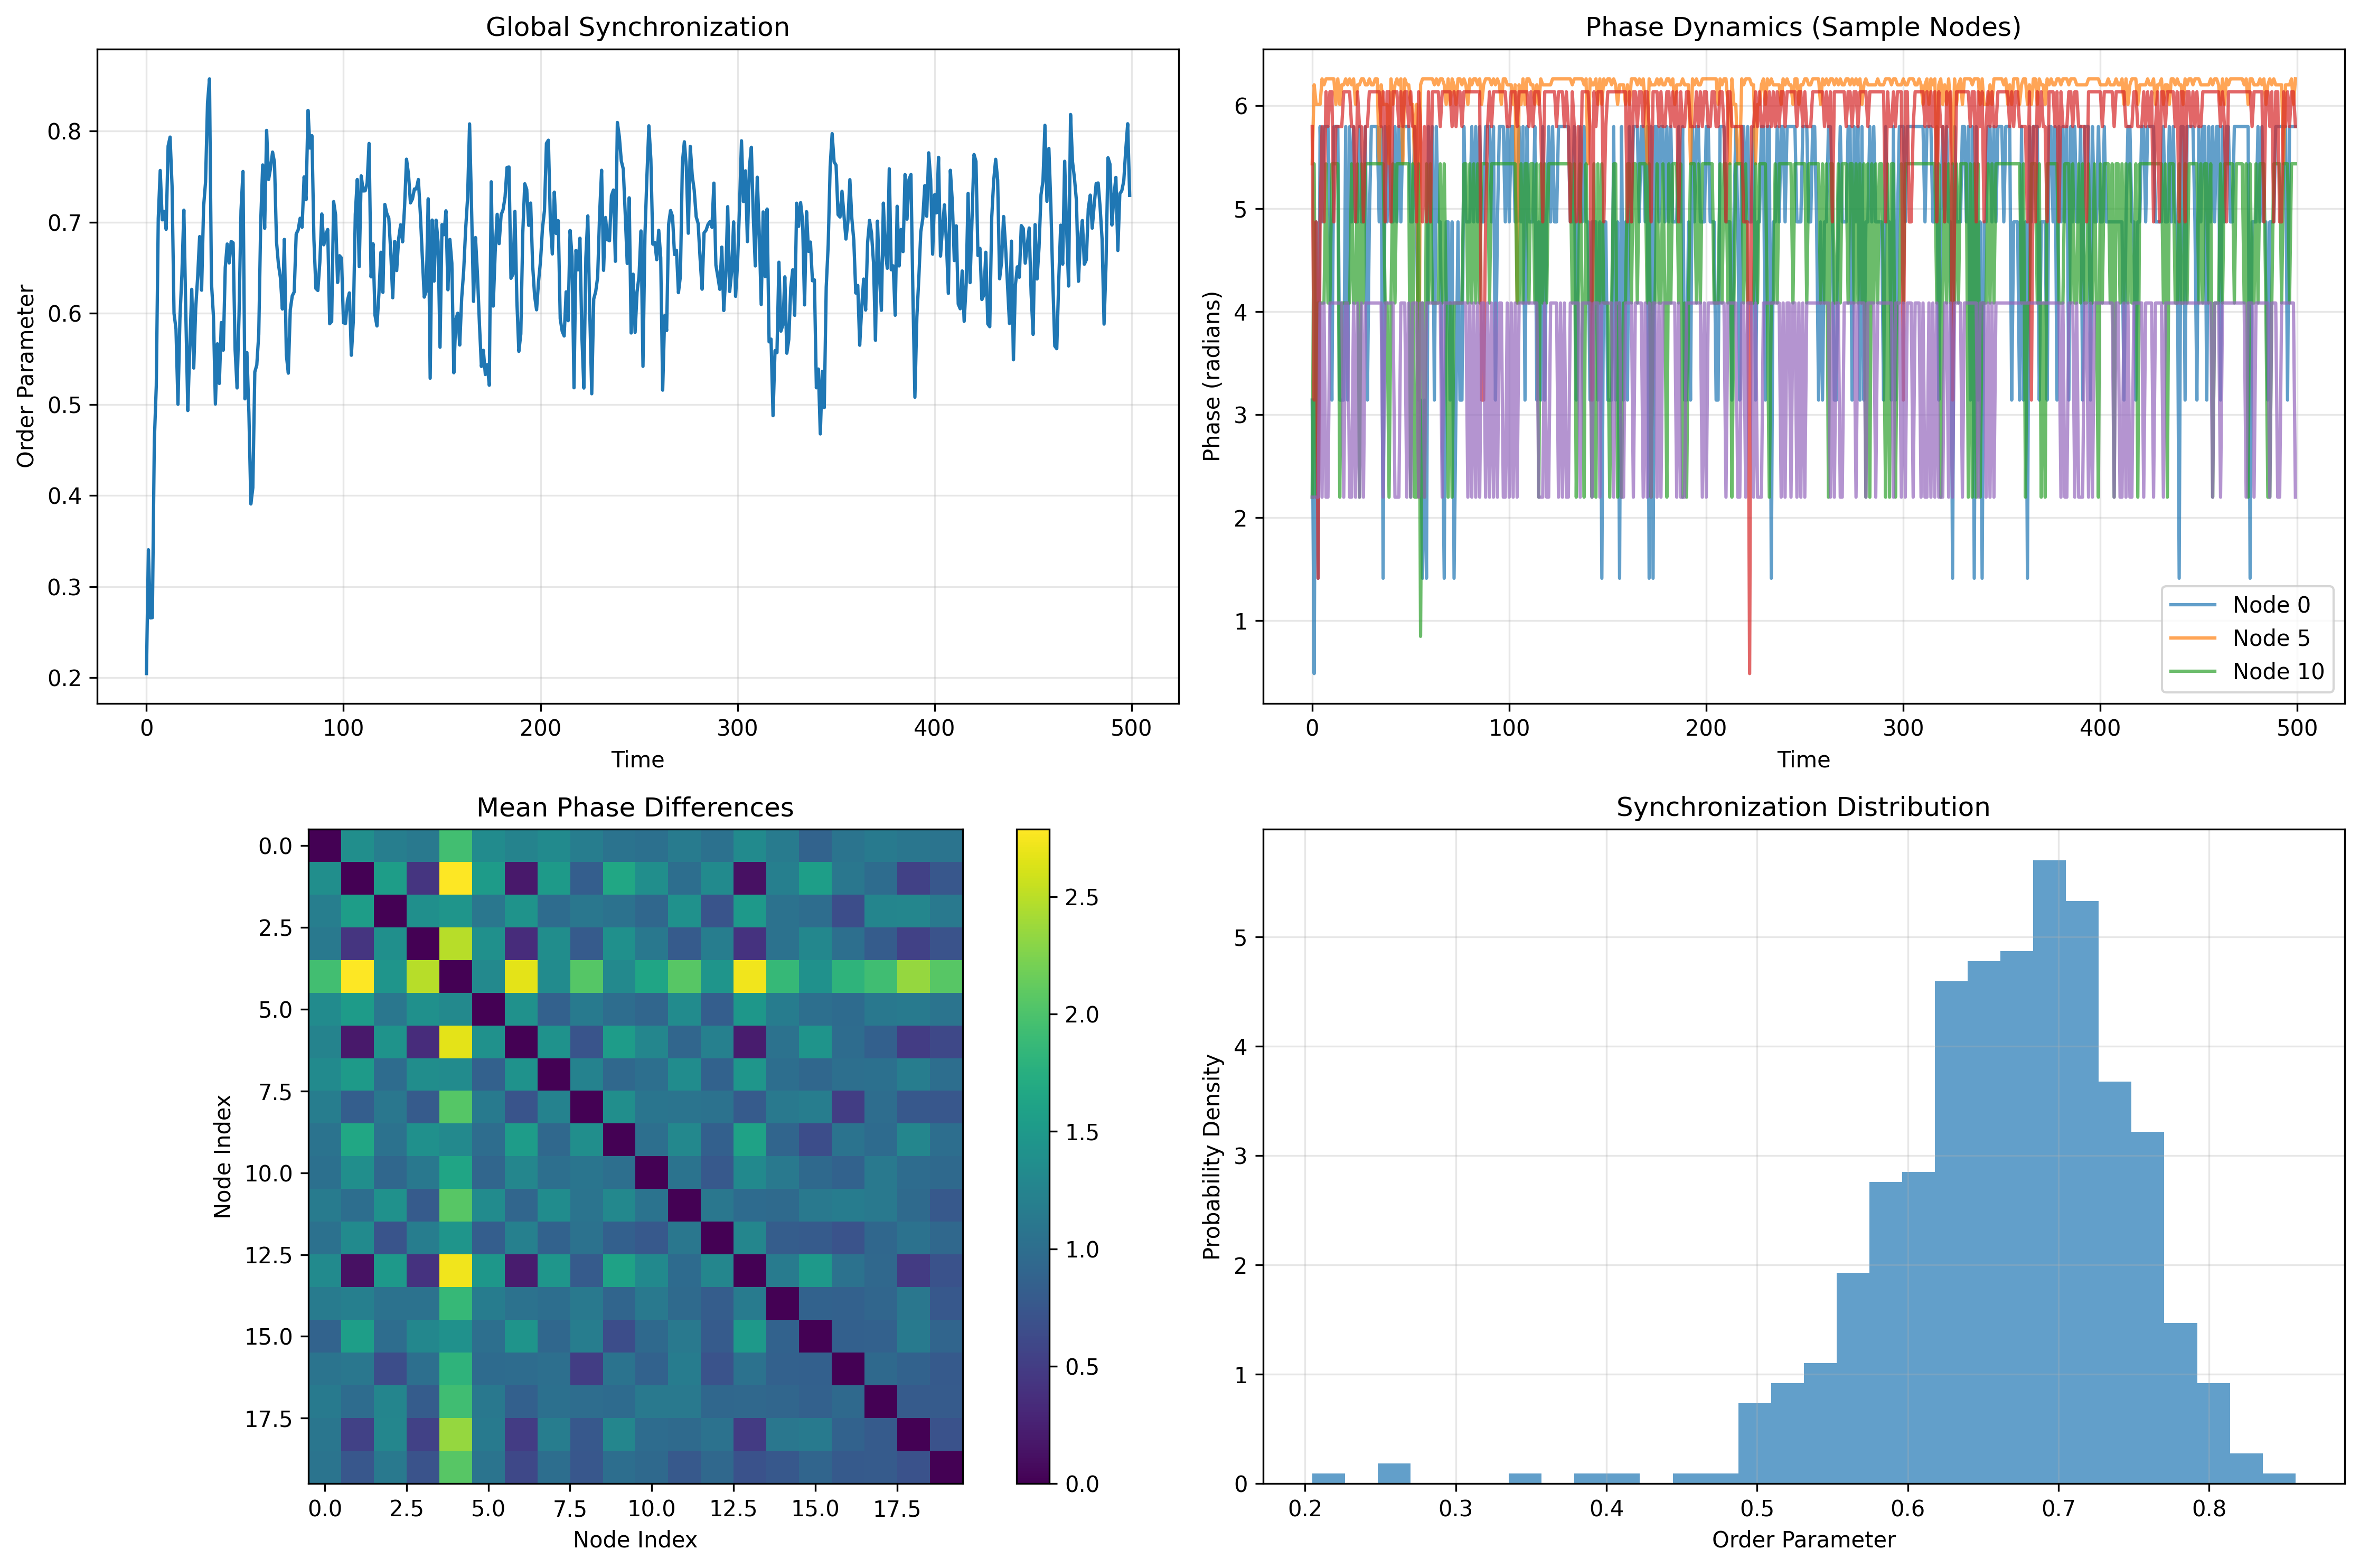 Global Synchronization
Order Parameter
0.8
0.7
0.6
0.5
0.4
0.3
0.2
0 100 200 300 400 500
Time
Phase Dynamics (Sample Nodes)
Phase (radians)
6
5
4
3
2
1
Node 0
Node 5
Node 10
0 100 200 300 400 500
Time
Mean Phase Differences
Node Index
0.0
2.5
5.0
7.5
10.0
12.5
15.0
17.5
0.0 2.5 5.0 7.5 10.0 12.5 15.0 17.5
Node Index
2.5
2.0
1.5
1.0
0.5
0.0
Synchronization Distribution
Probability Density
5
4
3
2
1
0
0.2 0.3 0.4 0.5 0.6 0.7 0.8
Order Parameter